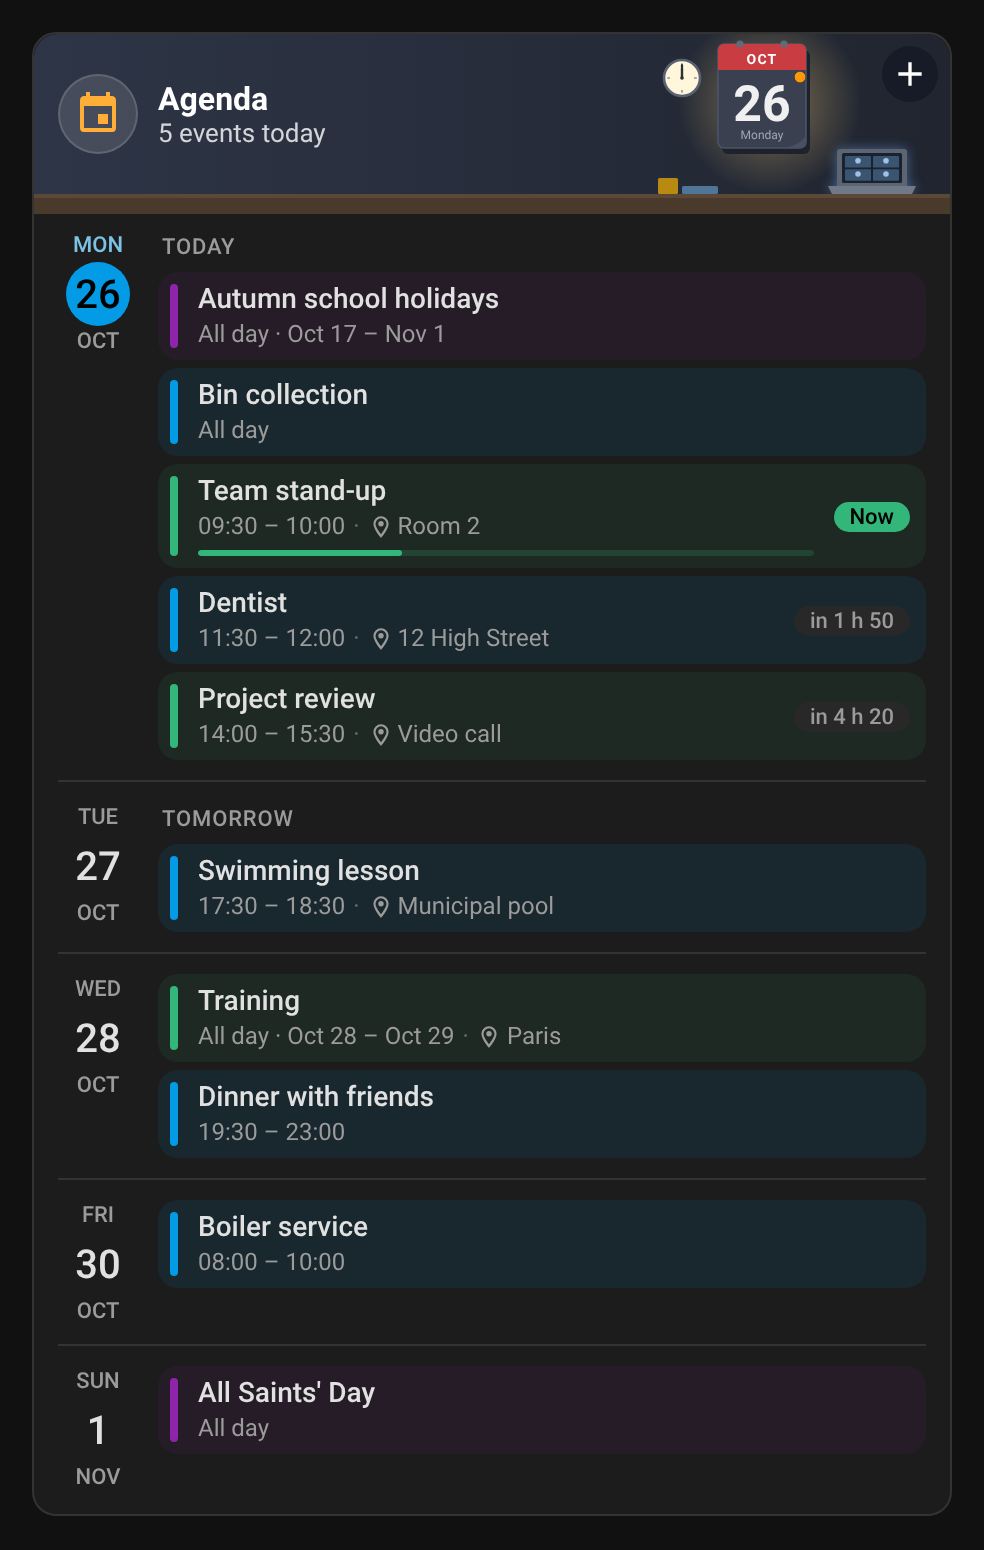 Agenda
5 events today
OCT
26
Monday
MON
26
OCT
TODAY
Autumn school holidays
All day · Oct 17 – Nov 1
Bin collection
All day
Team stand-up
09:30 – 10:00 · Room 2
Now
Dentist
11:30 – 12:00 · 12 High Street
in 1 h 50
Project review
14:00 – 15:30 · Video call
in 4 h 20
TUE
27
OCT
TOMORROW
Swimming lesson
17:30 – 18:30 · Municipal pool
WED
28
OCT
Training
All day · Oct 28 – Oct 29 · Paris
Dinner with friends
19:30 – 23:00
FRI
30
OCT
Boiler service
08:00 – 10:00
SUN
1
NOV
All Saints' Day
All day